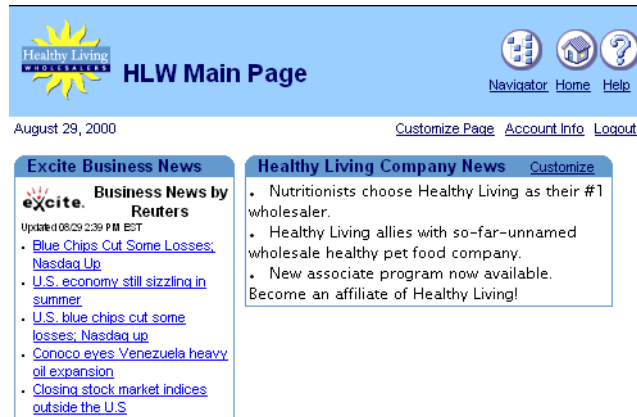 Healthy Living
WHOLESALERS
HLW Main Page
Navigator Home Help
August 29, 2000
Customize Page Account Info Logout
Excite Business News
excite. Business News by
Reuters
Updated 08/29 2:39 PM EST
• Blue Chips Cut Some Losses;
Nasdaq Up
• U.S. economy still sizzling in
summer
• U.S. blue chips cut some
losses; Nasdaq up
• Conoco eyes Venezuela heavy
oil expansion
• Closing stock market indices
outside the U.S
Healthy Living Company News Customize
• Nutritionists choose Healthy Living as their #1
wholesaler.
• Healthy Living allies with so-far-unnamed
wholesale healthy pet food company.
• New associate program now available.
Become an affiliate of Healthy Living!